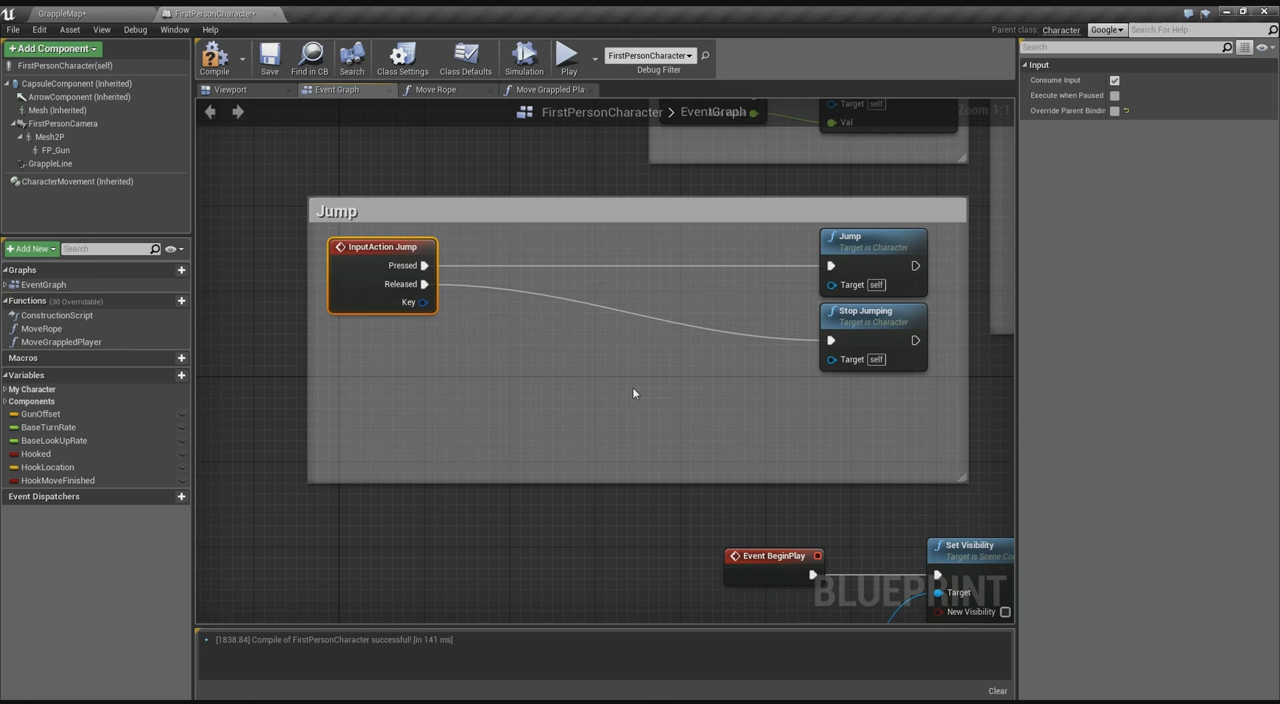 GrappleMap*
FirstPersonCharacter*
File Edit Asset View Debug Window Help
Parent class: Character Google Search For Help
+Add Component
FirstPersonCharacter(self)
CapsuleComponent (Inherited)
ArrowComponent (Inherited)
Mesh (Inherited)
FirstPersonCamera
Mesh2P
FP_Gun
GrappleLine
CharacterMovement (Inherited)
Compile Save Find in CB Search Class Settings Class Defaults Simulation Play
FirstPersonCharacter
Debug Filter
Viewport Event Graph Move Rope Move Grappled Pla
FirstPersonCharacter > EventGraph
Zoom 1:1
Target self
Val
Jump
InputAction Jump
Pressed
Released
Key
Jump
Target is Character
Target self
Stop Jumping
Target is Character
Target self
Event BeginPlay
Set Visibility
Target is Scene Co
Target
New Visibility
BLUEPRINT
+Add New Search
Graphs
EventGraph
Functions (30 Overridable)
ConstructionScript
MoveRope
MoveGrappledPlayer
Macros
Variables
My Character
Components
GunOffset
BaseTurnRate
BaseLookUpRate
Hooked
HookLocation
HookMoveFinished
Event Dispatchers
[1838.84] Compile of FirstPersonCharacter successful! [in 141 ms]
Clear
Search
Input
Consume Input
Execute when Paused
Override Parent Bindin